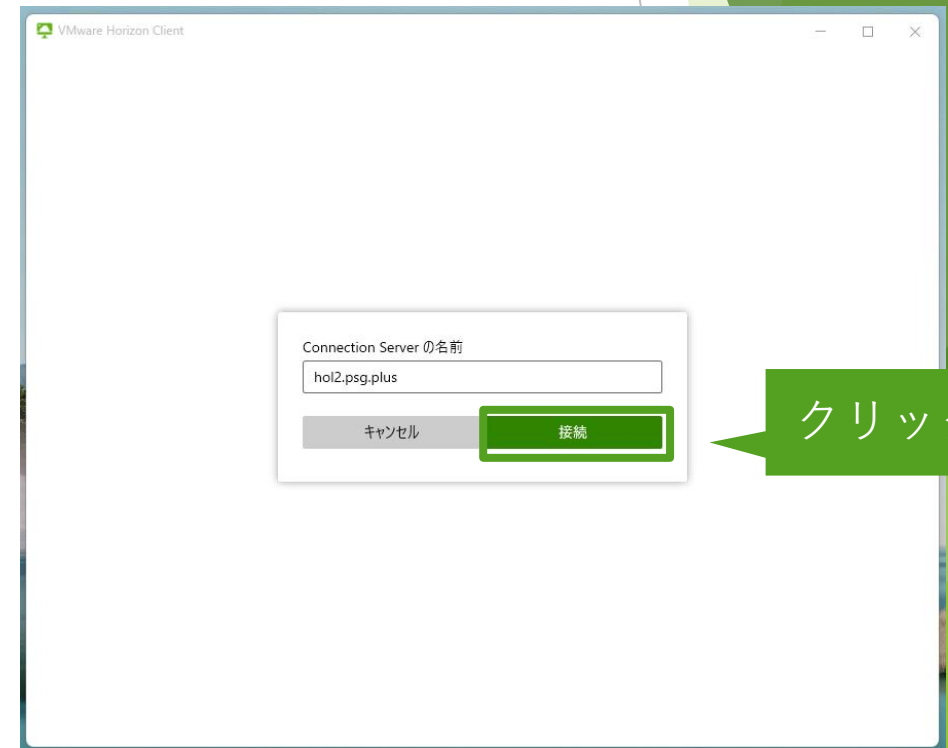 VMware Horizon Client
Connection Server の名前
hol2.psg.plus
キャンセル
接続
クリッ